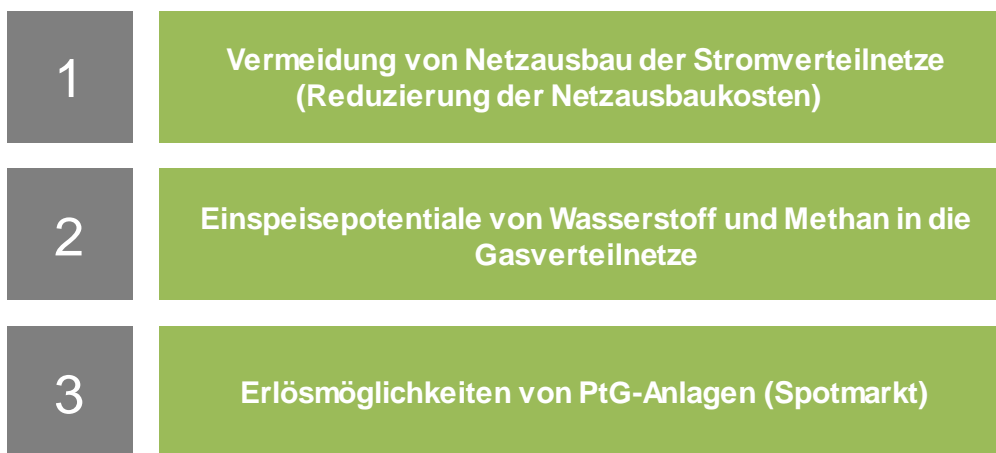 1
Vermeidung von Netzausbau der Stromverteilnetze
(Reduzierung der Netzausbaukosten)
2
Einspeisepotentiale von Wasserstoff und Methan in die
Gasverteilnetze
3
Erlösmöglichkeiten von PtG-Anlagen (Spotmarkt)